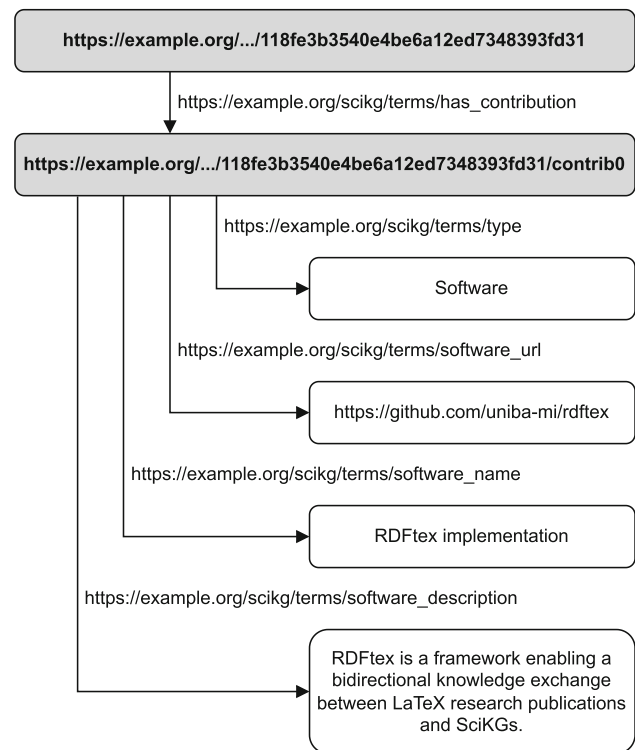 https://example.org/.../118fe3b3540e4be6a12ed7348393fd31
https://example.org/scikg/terms/has_contribution
https://example.org/.../118fe3b3540e4be6a12ed7348393fd31/contrib0
https://example.org/scikg/terms/type
Software
https://example.org/scikg/terms/software_url
https://github.com/uniba-mi/rdftex
https://example.org/scikg/terms/software_name
RDFtex implementation
https://example.org/scikg/terms/software_description
RDFtex is a framework enabling a
bidirectional knowledge exchange
between LaTeX research publications
and SciKGs.